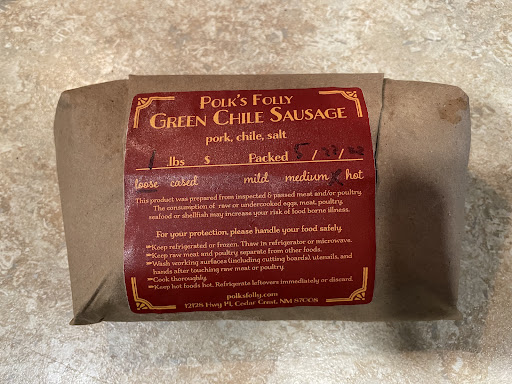 Polk's Folly
Green Chile Sausage
pork, chile, salt
1 lbs $ Packed 5/27/22
loose cased mild medium hot
This product was prepared from inspected & passed meat and/or poultry.
The consumption of raw or undercooked eggs, meat, poultry,
seafood or shellfish may increase your risk of food borne illness.
For your protection, please handle your food safely.
Keep refrigerated or frozen. Thaw in refrigerator or microwave.
Keep raw meat and poultry separate from other foods.
Wash working surfaces (including cutting boards), utensils, and
hands after touching raw meat or poultry.
Cook thoroughly.
Keep hot foods hot. Refrigerate leftovers immediately or discard.
polksfolly.com
12128 Hwy 14, Cedar Crest, NM 87008